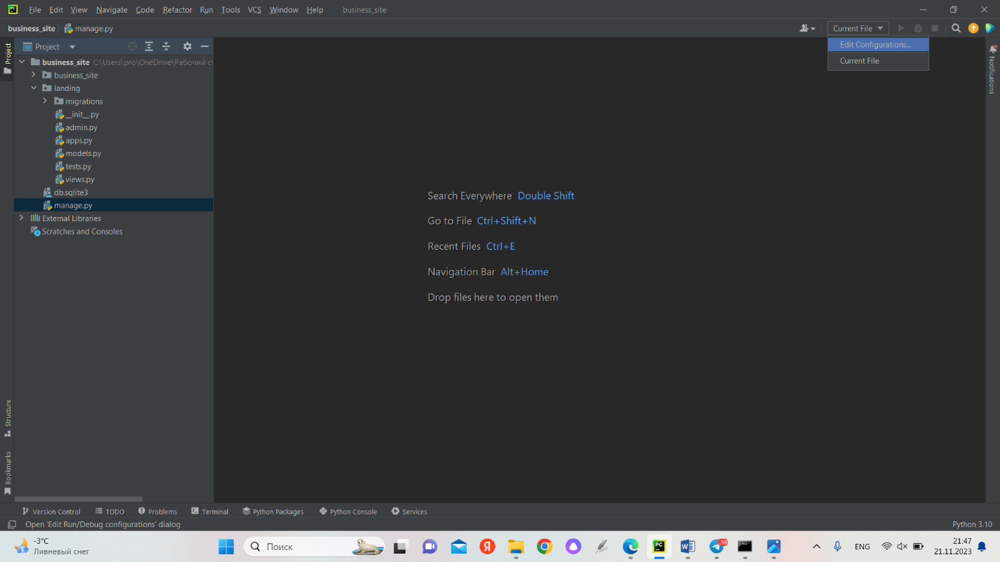 PC File Edit View Navigate Code Refactor Run Tools VCS Window Help business_site
business_site manage.py Current File
Edit Configurations...
Current File
Project
Project
business_site C:\Users\pro\OneDrive\Рабочий ст
business_site
landing
migrations
__init__.py
admin.py
apps.py
models.py
tests.py
views.py
db.sqlite3
manage.py
External Libraries
Scratches and Consoles
Search Everywhere Double Shift
Go to File Ctrl+Shift+N
Recent Files Ctrl+E
Navigation Bar Alt+Home
Drop files here to open them
Notifications
Structure
Bookmarks
Version Control TODO Problems Terminal Python Packages Python Console Services
Open 'Edit Run/Debug configurations' dialog Python 3.10
-3°C
Ливневый снег
Поиск
Я
PC
W
98
ENG
21:47
21.11.2023